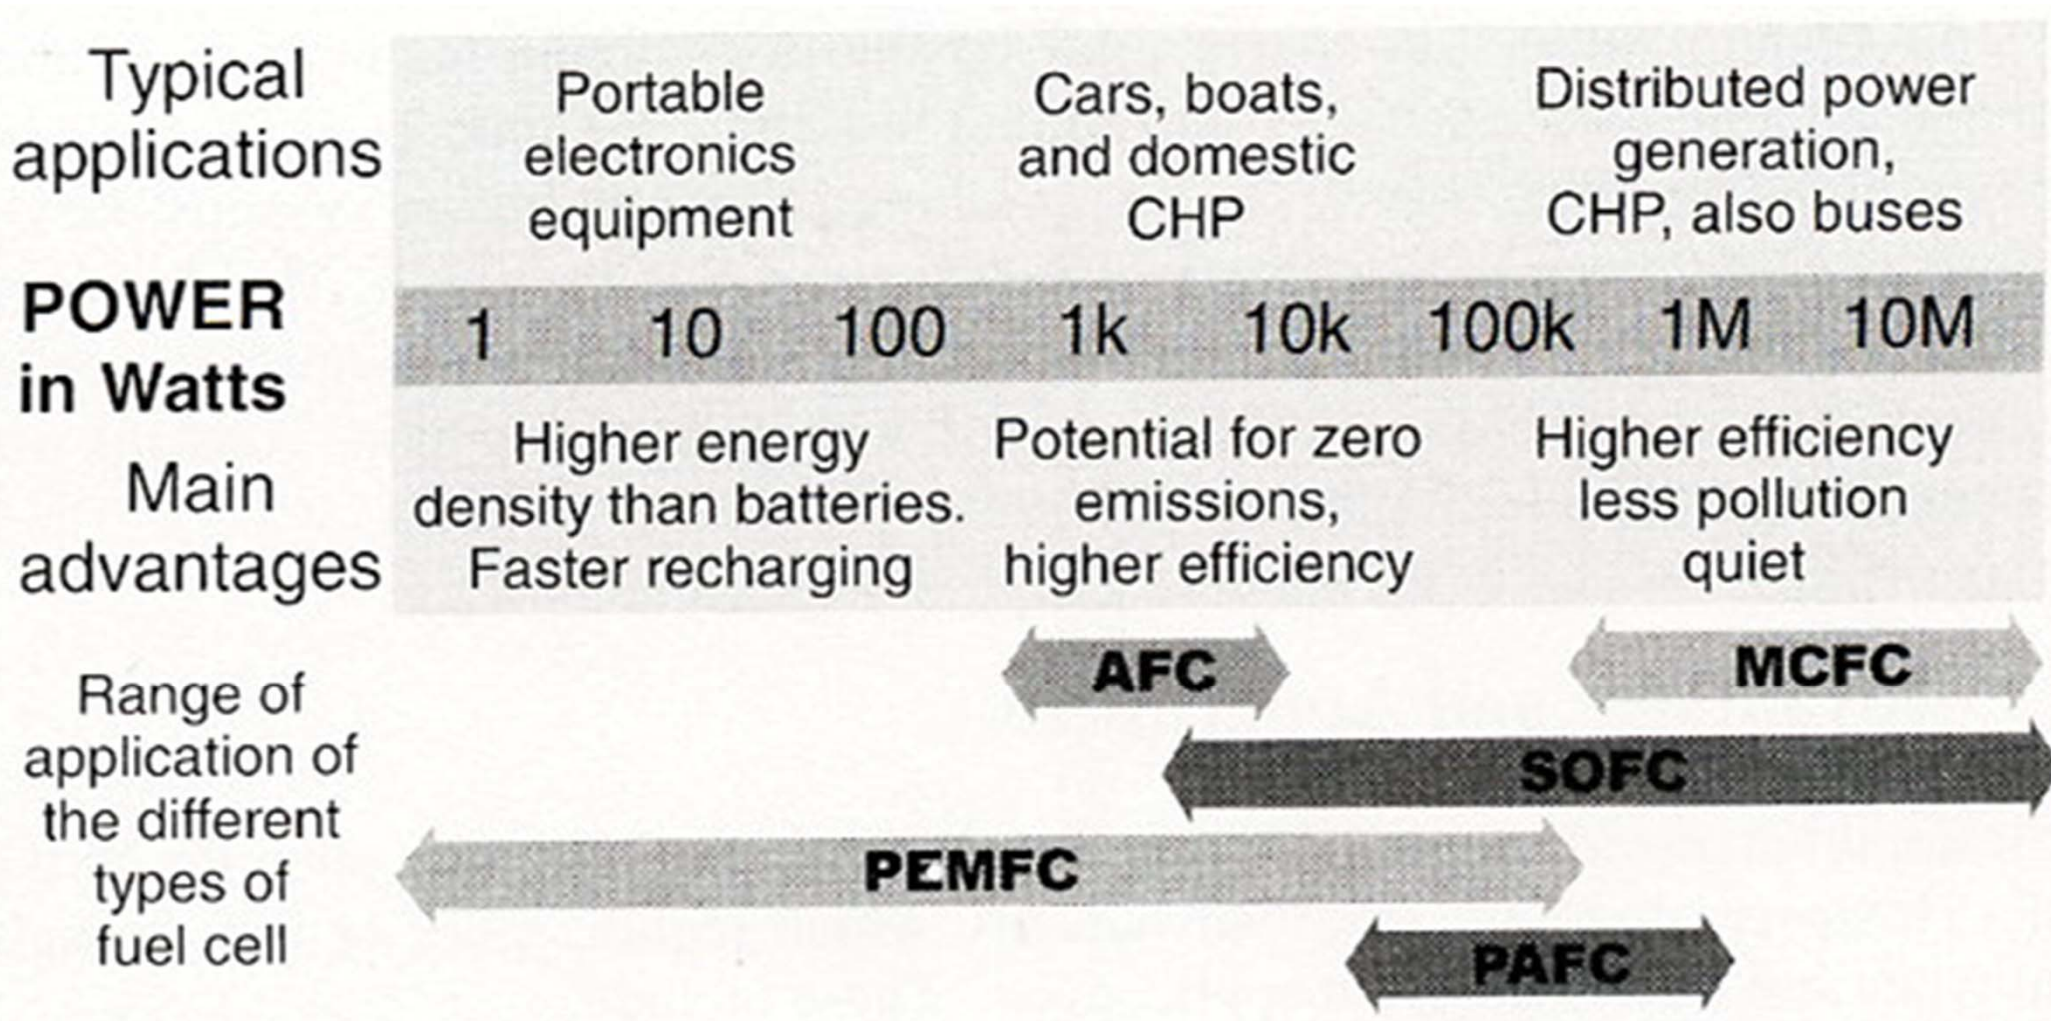 Typical
applications
Portable
electronics
equipment
Cars, boats,
and domestic
CHP
Distributed power
generation,
CHP, also buses
POWER
in Watts
1 10 100 1k 10k 100k 1M 10M
Main
advantages
Higher energy
density than batteries.
Faster recharging
Potential for zero
emissions,
higher efficiency
Higher efficiency
less pollution
quiet
Range of
application of
the different
types of
fuel cell
AFC
MCFC
SOFC
PEMFC
PAFC